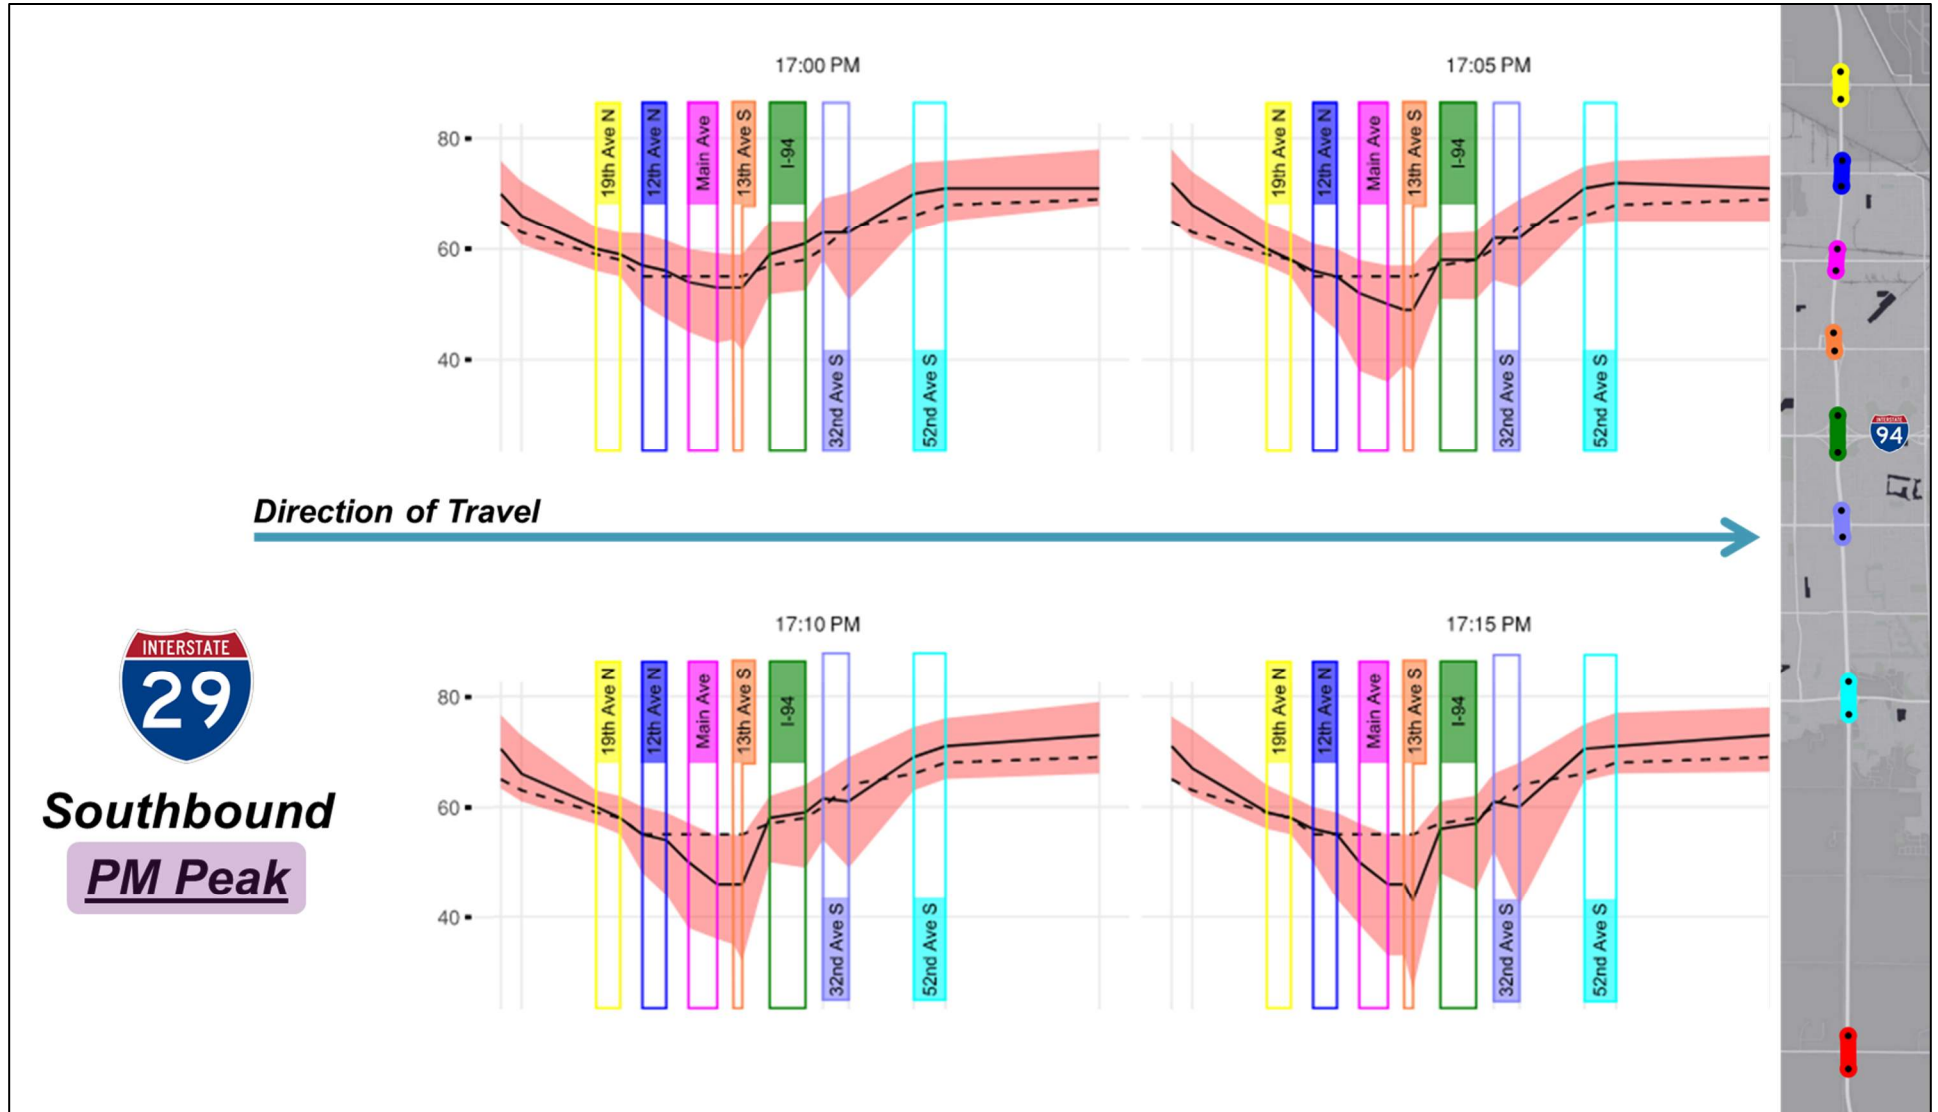 17:00 PM
17:05 PM
80
60
40
19th Ave N
12th Ave N
Main Ave
13th Ave S
I-94
32nd Ave S
52nd Ave S
19th Ave N
12th Ave N
Main Ave
13th Ave S
I-94
32nd Ave S
52nd Ave S
INTERSTATE
94
Direction of Travel
INTERSTATE
29
Southbound
PM Peak
17:10 PM
17:15 PM
80
60
40
19th Ave N
12th Ave N
Main Ave
13th Ave S
I-94
32nd Ave S
52nd Ave S
19th Ave N
12th Ave N
Main Ave
13th Ave S
I-94
32nd Ave S
52nd Ave S